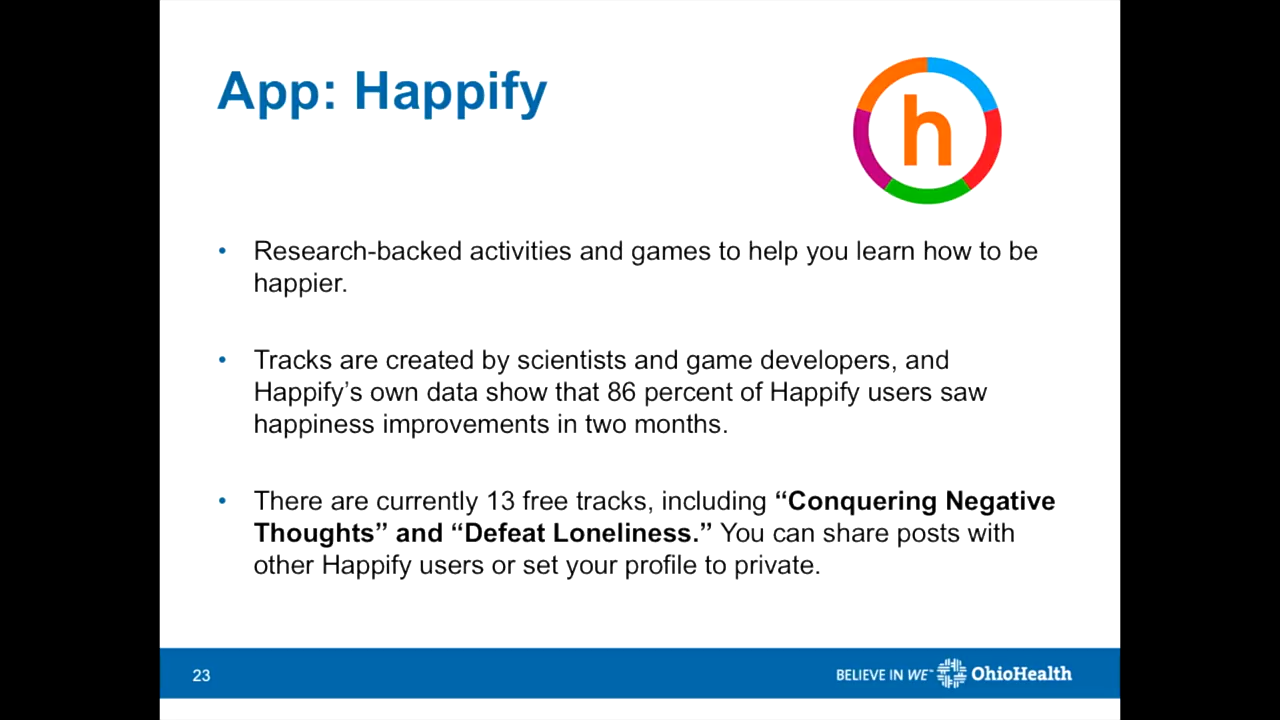 App: Happify
h
• Research-backed activities and games to help you learn how to be
happier.
• Tracks are created by scientists and game developers, and
Happify’s own data show that 86 percent of Happify users saw
happiness improvements in two months.
• There are currently 13 free tracks, including “Conquering Negative
Thoughts” and “Defeat Loneliness.” You can share posts with
other Happify users or set your profile to private.
23
BELIEVE IN WE℠ OhioHealth